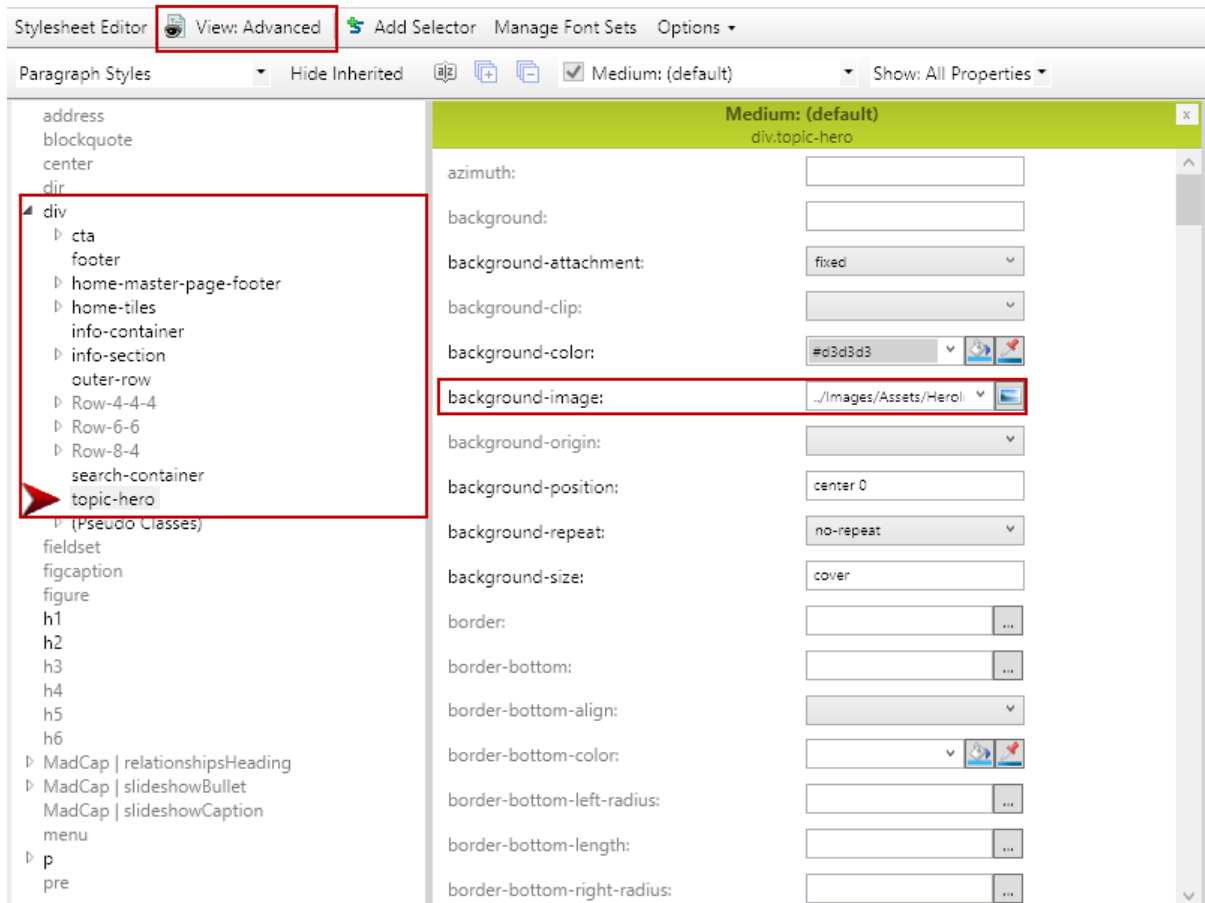 Stylesheet Editor View: Advanced Add Selector Manage Font Sets Options
Paragraph Styles Hide Inherited a|z Medium: (default) Show: All Properties
address
blockquote
center
dir
div
cta
footer
home-master-page-footer
home-tiles
info-container
info-section
outer-row
Row-4-4-4
Row-6-6
Row-8-4
search-container
topic-hero
(Pseudo Classes)
fieldset
figcaption
figure
h1
h2
h3
h4
h5
h6
MadCap | relationshipsHeading
MadCap | slideshowBullet
MadCap | slideshowCaption
menu
p
pre
Medium: (default) x
div.topic-hero
azimuth:
background:
background-attachment: fixed
background-clip:
background-color: #d3d3d3
background-image: ../Images/Assets/HeroI
background-origin:
background-position: center 0
background-repeat: no-repeat
background-size: cover
border: ...
border-bottom: ...
border-bottom-align:
border-bottom-color:
border-bottom-left-radius: ...
border-bottom-length: ...
border-bottom-right-radius: ...